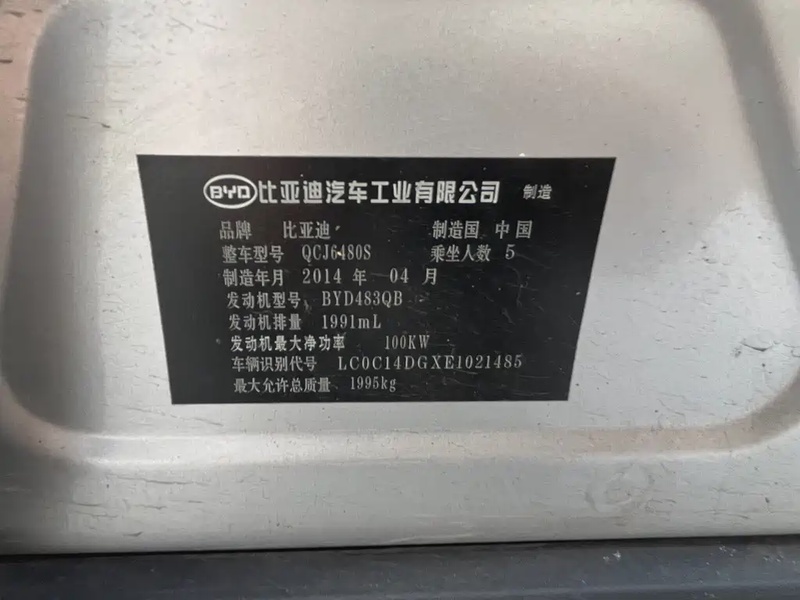 BYD 比亚迪汽车工业有限公司 制造
品牌 比亚迪 制造国 中国
整车型号 QCJ6480S 乘坐人数 5
制造年月 2014 年 04 月
发动机型号: BYD483QB
发动机排量 1991mL
发动机最大净功率 100KW
车辆识别代号 LC0C14DGXE1021485
最大允许总质量 1995kg